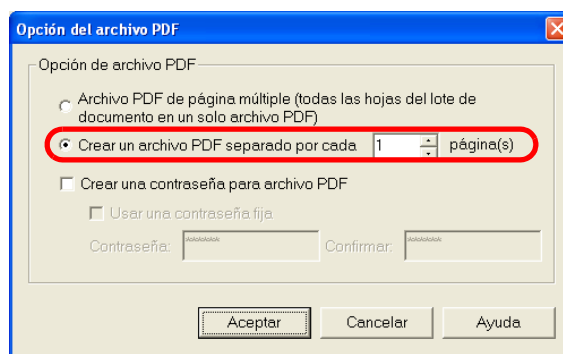 Opción del archivo PDF
Opción de archivo PDF
Archivo PDF de página múltiple (todas las hojas del lote de
documento en un solo archivo PDF)
Crear un archivo PDF separado por cada 1 página(s)
Crear una contraseña para archivo PDF
Usar una contraseña fija
Contraseña: ******** Confirmar: ********
Aceptar Cancelar Ayuda